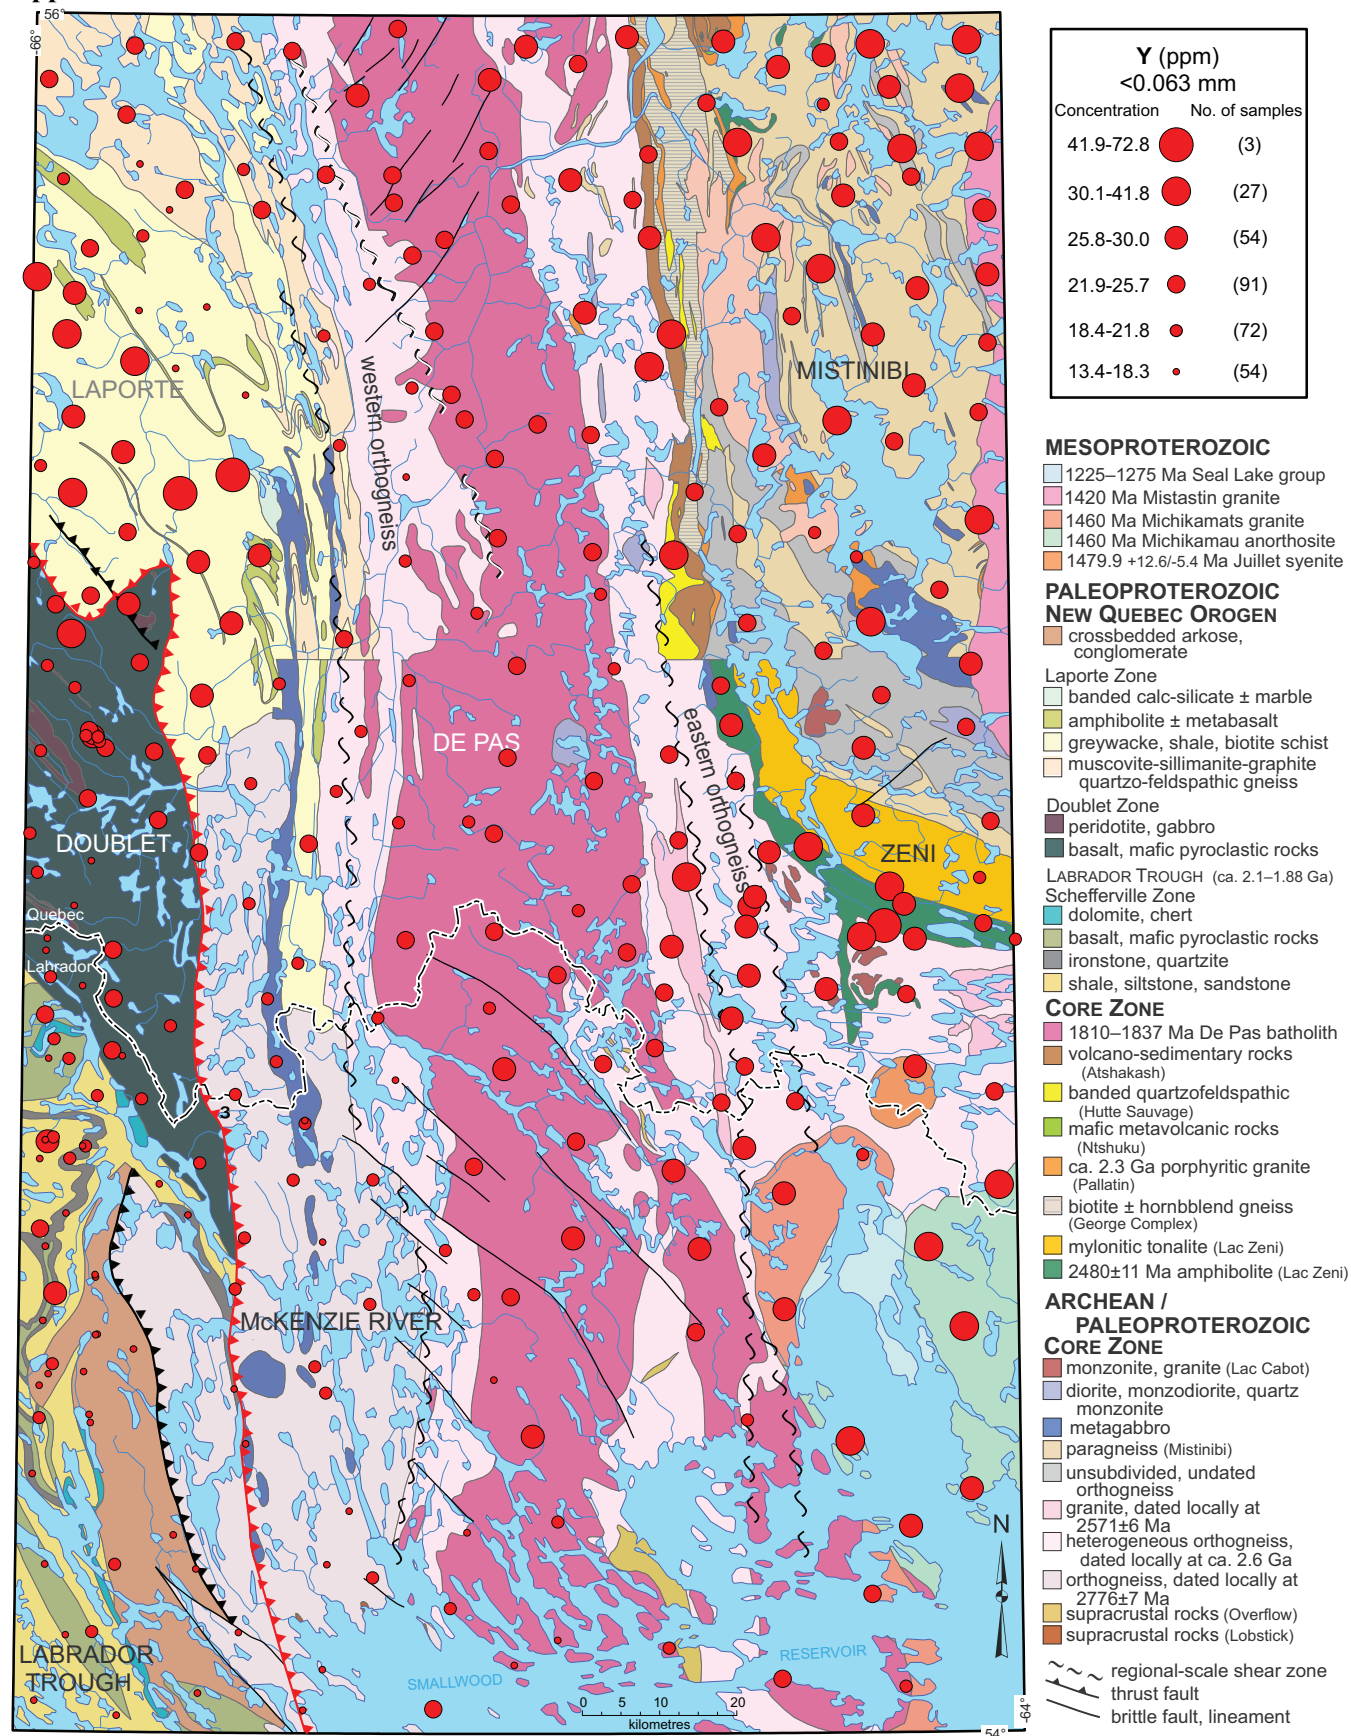 56°
-66°
LAPORTE
western orthogneiss
MISTINIBI
DE PAS
eastern orthogneiss
DOUBLET
ZENI
Quebec
Labrador
3
McKENZIE RIVER
LABRADOR
TROUGH
SMALLWOOD
RESERVOIR
N
0 5 10 20
kilometres
-64°
54°
Y (ppm)
<0.063 mm
Concentration No. of samples
41.9-72.8 (3)
30.1-41.8 (27)
25.8-30.0 (54)
21.9-25.7 (91)
18.4-21.8 (72)
13.4-18.3 (54)
MESOPROTEROZOIC
1225–1275 Ma Seal Lake group
1420 Ma Mistastin granite
1460 Ma Michikamats granite
1460 Ma Michikamau anorthosite
1479.9 +12.6/-5.4 Ma Juillet syenite
PALEOPROTEROZOIC
NEW QUEBEC OROGEN
crossbedded arkose,
conglomerate
Laporte Zone
banded calc-silicate ± marble
amphibolite ± metabasalt
greywacke, shale, biotite schist
muscovite-sillimanite-graphite
quartzo-feldspathic gneiss
Doublet Zone
peridotite, gabbro
basalt, mafic pyroclastic rocks
LABRADOR TROUGH (ca. 2.1–1.88 Ga)
Schefferville Zone
dolomite, chert
basalt, mafic pyroclastic rocks
ironstone, quartzite
shale, siltstone, sandstone
CORE ZONE
1810–1837 Ma De Pas batholith
volcano-sedimentary rocks
(Atshakash)
banded quartzofeldspathic
(Hutte Sauvage)
mafic metavolcanic rocks
(Ntshuku)
ca. 2.3 Ga porphyritic granite
(Pallatin)
biotite ± hornbblend gneiss
(George Complex)
mylonitic tonalite (Lac Zeni)
2480±11 Ma amphibolite (Lac Zeni)
ARCHEAN /
PALEOPROTEROZOIC
CORE ZONE
monzonite, granite (Lac Cabot)
diorite, monzodiorite, quartz
monzonite
metagabbro
paragneiss (Mistinibi)
unsubdivided, undated
orthogneiss
granite, dated locally at
2571±6 Ma
heterogeneous orthogneiss,
dated locally at ca. 2.6 Ga
orthogneiss, dated locally at
2776±7 Ma
supracrustal rocks (Overflow)
supracrustal rocks (Lobstick)
regional-scale shear zone
thrust fault
brittle fault, lineament